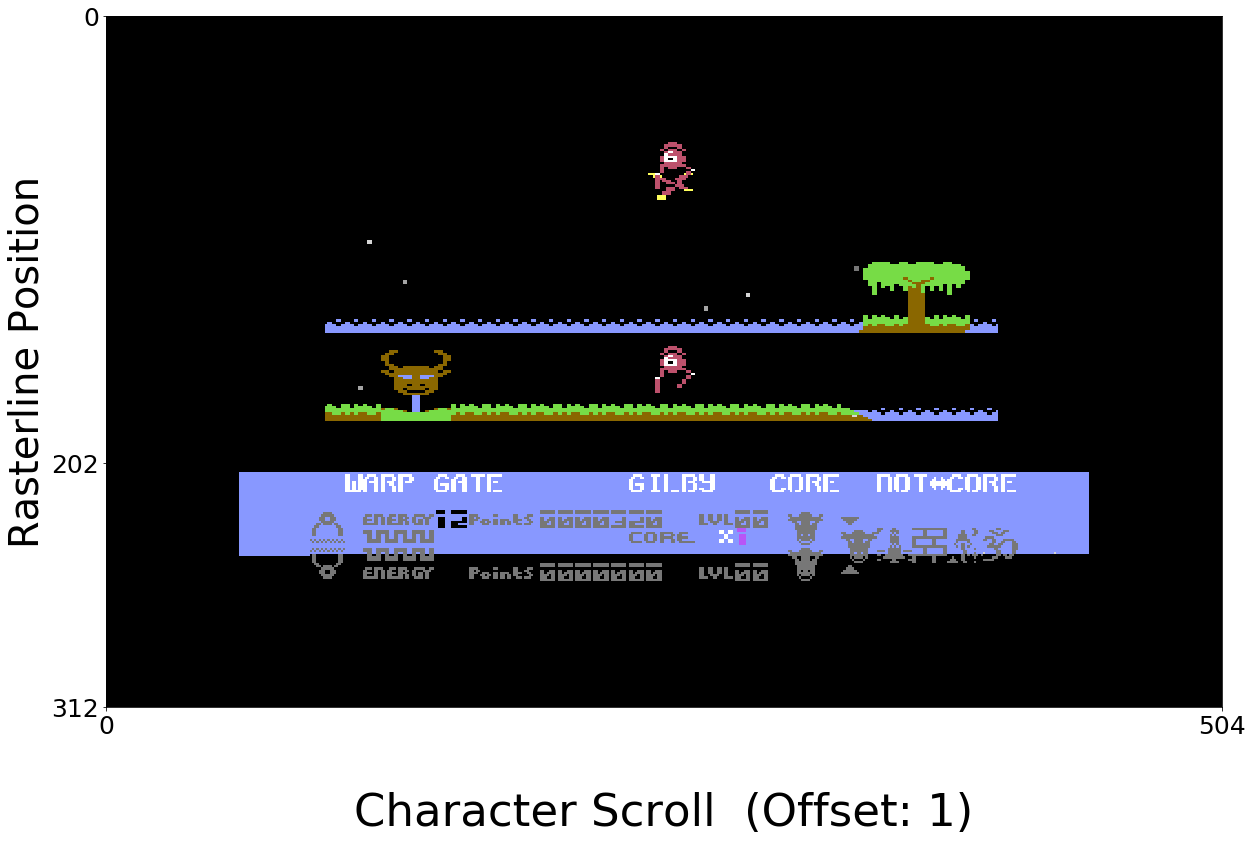 0
Rasterline Position
202
WARP GATE GILBY CORE NOT↔CORE
ENERGY 12 Points 0000320 LVL00
CORE X i
ENERGY Points 0000000 LVL00
312
0 504
Character Scroll (Offset: 1)